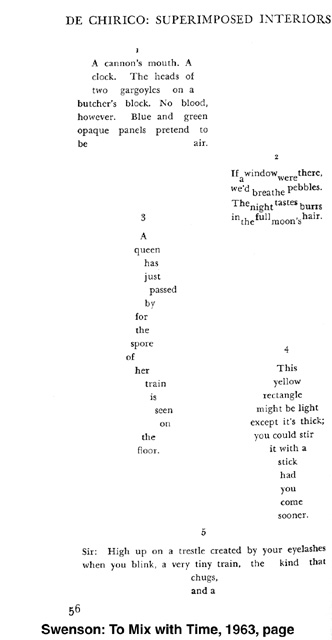 DE CHIRICO: SUPERIMPOSED INTERIORS
1
A cannon's mouth. A
clock. The heads of
two gargoyles on a
butcher's block. No blood,
however. Blue and green
opaque panels pretend to
be air.
2
If a window were there,
we'd breathe pebbles.
The night tastes burrs
in the full moon's hair.
3
A
queen
has
just
passed
by
for
the
spore
of
her
train
is
seen
on
the
floor.
4
This
yellow
rectangle
might be light
except it's thick;
you could stir
it with a
stick
had
you
come
sooner.
5
Sir: High up on a trestle created by your eyelashes
when you blink, a very tiny train, the kind that
chugs,
and a
56
Swenson: To Mix with Time, 1963, page